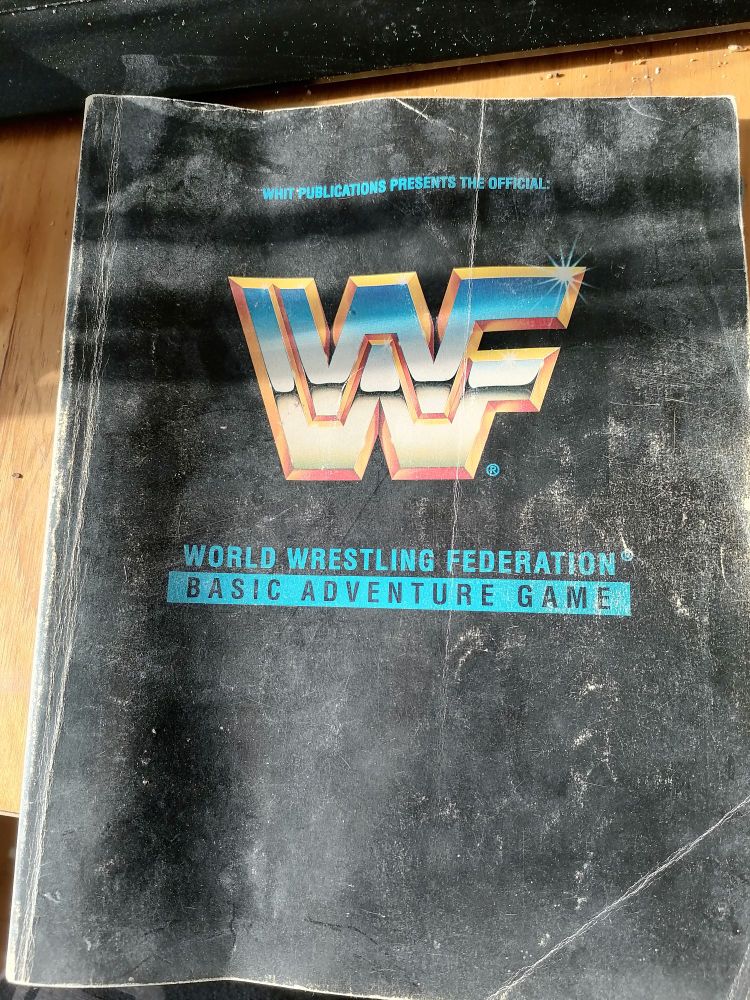 WHIT PUBLICATIONS PRESENTS THE OFFICIAL:
WF
®
WORLD WRESTLING FEDERATION®
BASIC ADVENTURE GAME